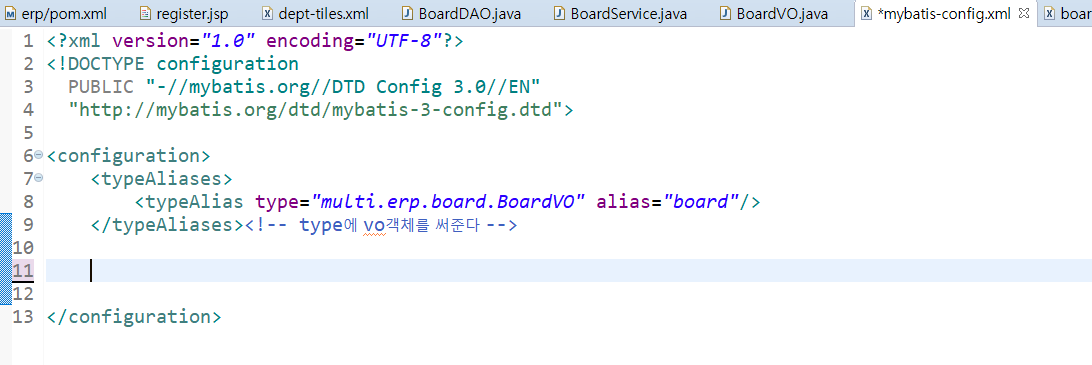 erp/pom.xml register.jsp dept-tiles.xml BoardDAO.java BoardService.java BoardVO.java *mybatis-config.xml boar
1 <?xml version="1.0" encoding="UTF-8"?>
2 <!DOCTYPE configuration
3 PUBLIC "-//mybatis.org//DTD Config 3.0//EN"
4 "http://mybatis.org/dtd/mybatis-3-config.dtd">
5
6 <configuration>
7 <typeAliases>
8 <typeAlias type="multi.erp.board.BoardVO" alias="board"/>
9 </typeAliases><!-- type에 vo객체를 써준다 -->
10
11
12
13 </configuration>